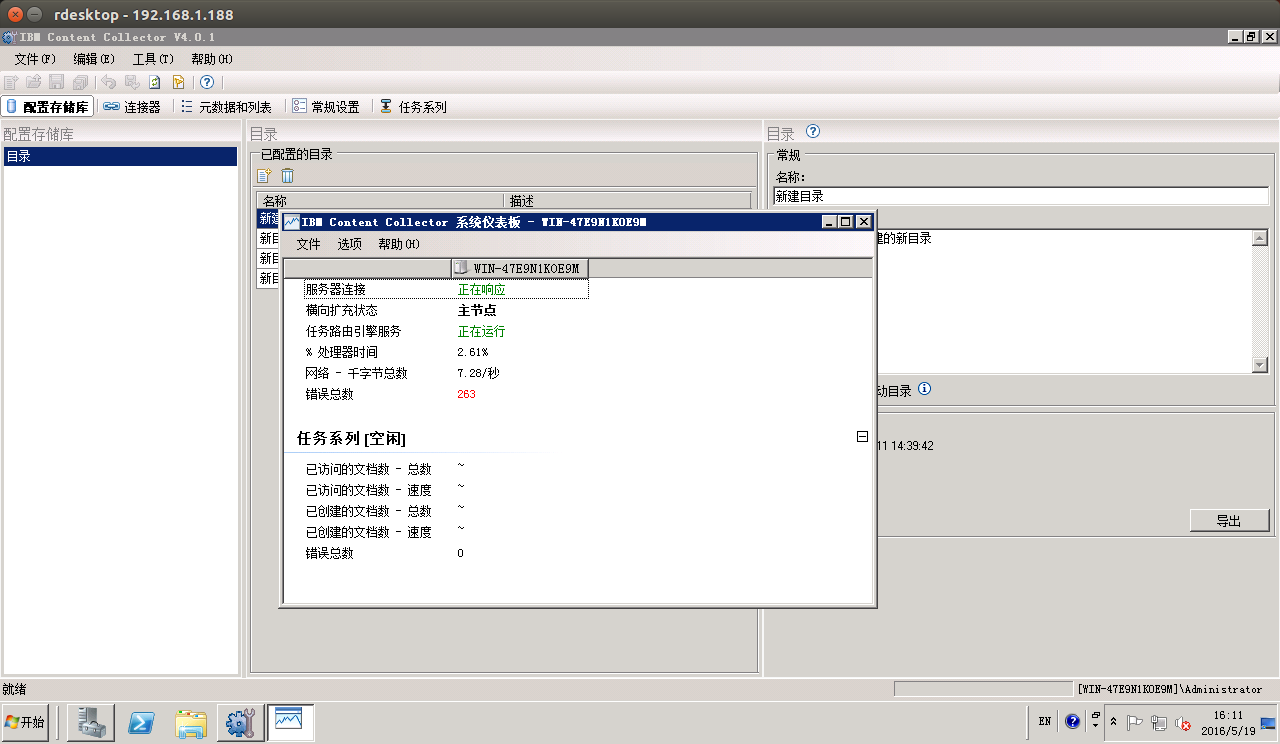 rdesktop - 192.168.1.188
IBM Content Collector V4.0.1
文件(F) 编辑(E) 工具(T) 帮助(H)
配置存储库 连接器 元数据和列表 常规设置 任务系列
配置存储库
目录
目录
已配置的目录
名称 描述
新建
新目
新目
新目
目录
常规
名称:
新建目录
建的新目录
动目录
11 14:39:42
导出
IBM Content Collector 系统仪表板 - WIN-47E9N1KOE9M
文件 选项 帮助(H)
WIN-47E9N1KOE9M
服务器连接 正在响应
横向扩充状态 主节点
任务路由引擎服务 正在运行
% 处理器时间 2.61%
网络 - 千字节总数 7.28/秒
错误总数 263
任务系列 [空闲]
已访问的文档数 - 总数 ~
已访问的文档数 - 速度 ~
已创建的文档数 - 总数 ~
已创建的文档数 - 速度 ~
错误总数 0
就绪
[WIN-47E9N1KOE9M]\Administrator
开始
EN
16:11
2016/5/19